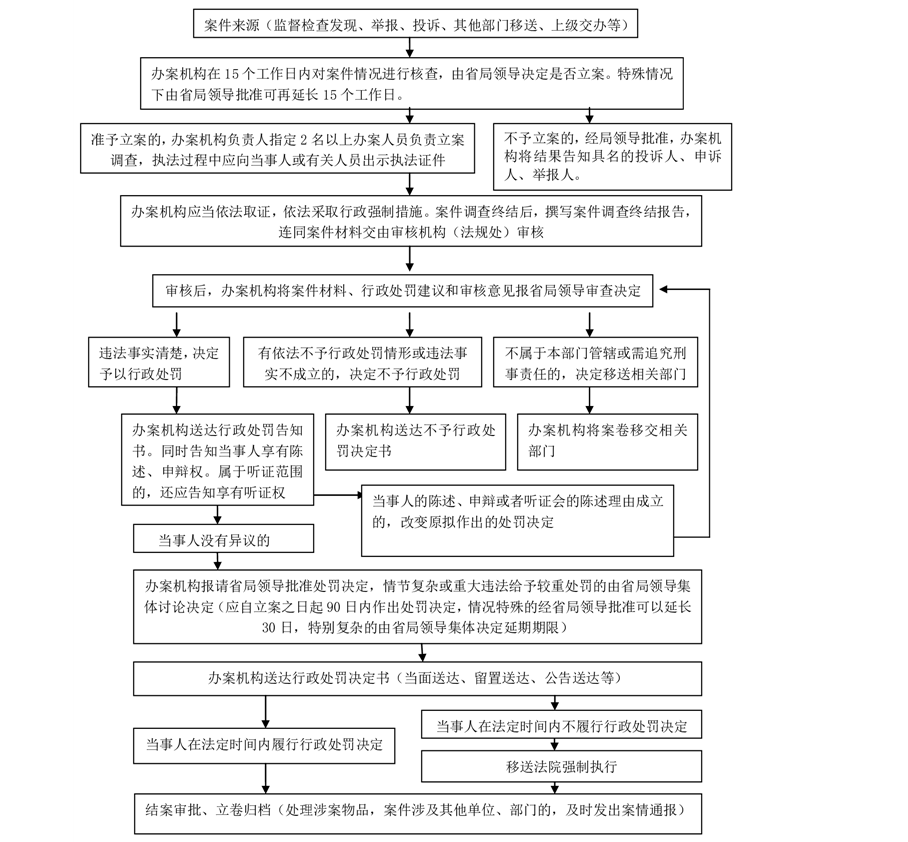 案件来源（监督检查发现、举报、投诉、其他部门移送、上级交办等）
办案机构在 15 个工作日内对案件情况进行核查，由省局领导决定是否立案。特殊情况
下由省局领导批准可再延长 15 个工作日。
准予立案的，办案机构负责人指定 2 名以上办案人员负责立案
调查，执法过程中应向当事人或有关人员出示执法证件
不予立案的，经局领导批准，办案机
构将结果告知具名的投诉人、申诉
人、举报人。
办案机构应当依法取证，依法采取行政强制措施。案件调查终结后，撰写案件调查终结报告，
连同案件材料交由审核机构（法规处）审核
审核后，办案机构将案件材料、行政处罚建议和审核意见报省局领导审查决定
违法事实清楚，决定
予以行政处罚
有依法不予行政处罚情形或违法事
实不成立的，决定不予行政处罚
不属于本部门管辖或需追究刑
事责任的，决定移送相关部门
办案机构送达行政处罚告知
书。同时告知当事人享有陈
述、申辩权。属于听证范围
的，还应告知享有听证权
办案机构送达不予行政处
罚决定书
办案机构将案卷移交相关
部门
当事人的陈述、申辩或者听证会的陈述理由成立
的，改变原拟作出的处罚决定
当事人没有异议的
办案机构报请省局领导批准处罚决定，情节复杂或重大违法给予较重处罚的由省局领导集
体讨论决定（应自立案之日起 90 日内作出处罚决定，情况特殊的经省局领导批准可以延长
30 日，特别复杂的由省局领导集体决定延期期限）
办案机构送达行政处罚决定书（当面送达、留置送达、公告送达等）
当事人在法定时间内履行行政处罚决定
当事人在法定时间内不履行行政处罚决定
移送法院强制执行
结案审批、立卷归档（处理涉案物品，案件涉及其他单位、部门的，及时发出案情通报）